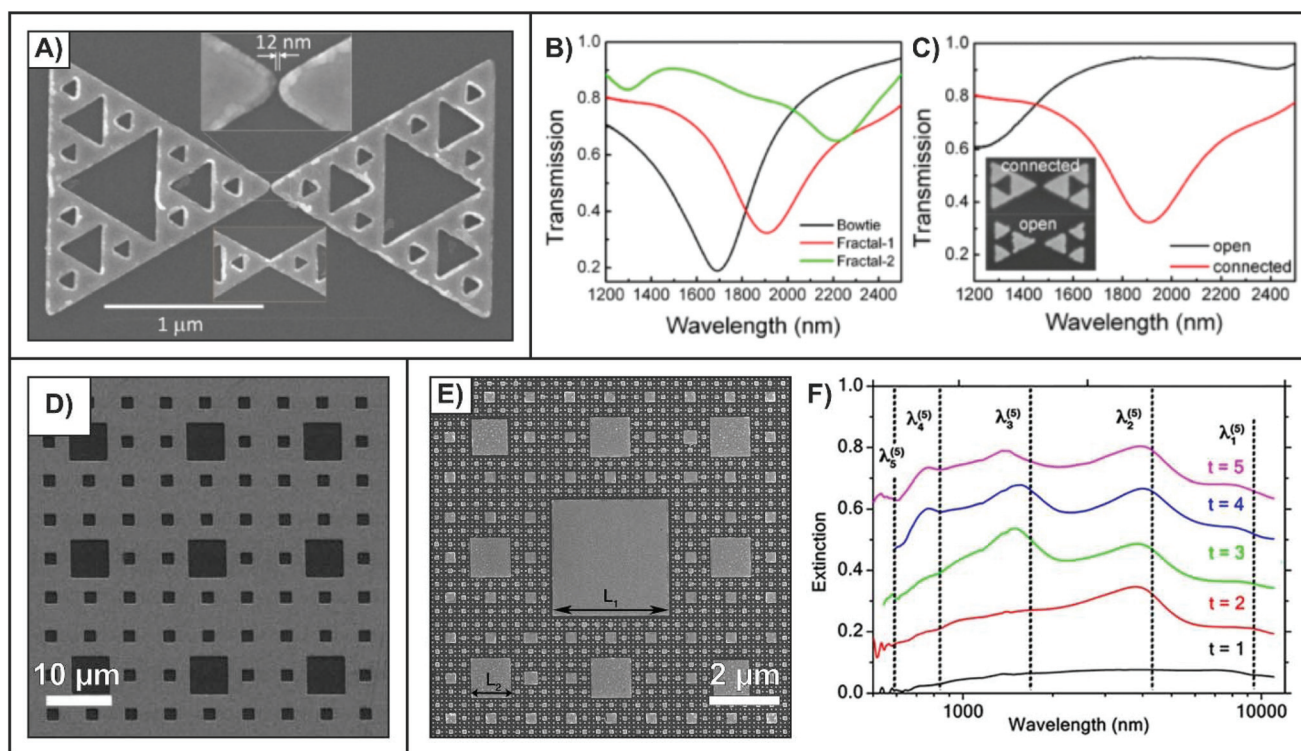 A)
12 nm
1 μm
B)
Transmission
1.0
0.8
0.6
0.4
0.2
Bowtie
Fractal-1
Fractal-2
1200 1400 1600 1800 2000 2200 2400
Wavelength (nm)
C)
Transmission
1.0
0.8
0.6
0.4
0.2
connected
open
open
connected
1200 1400 1600 1800 2000 2200 2400
Wavelength (nm)
D)
10 μm
E)
L₁
L₂
2 μm
F)
Extinction
1.0
0.8
0.6
0.4
0.2
0.0
λ₅⁽⁵⁾
λ₄⁽⁵⁾
λ₃⁽⁵⁾
λ₂⁽⁵⁾
λ₁⁽⁵⁾
t = 5
t = 4
t = 3
t = 2
t = 1
1000 10000
Wavelength (nm)